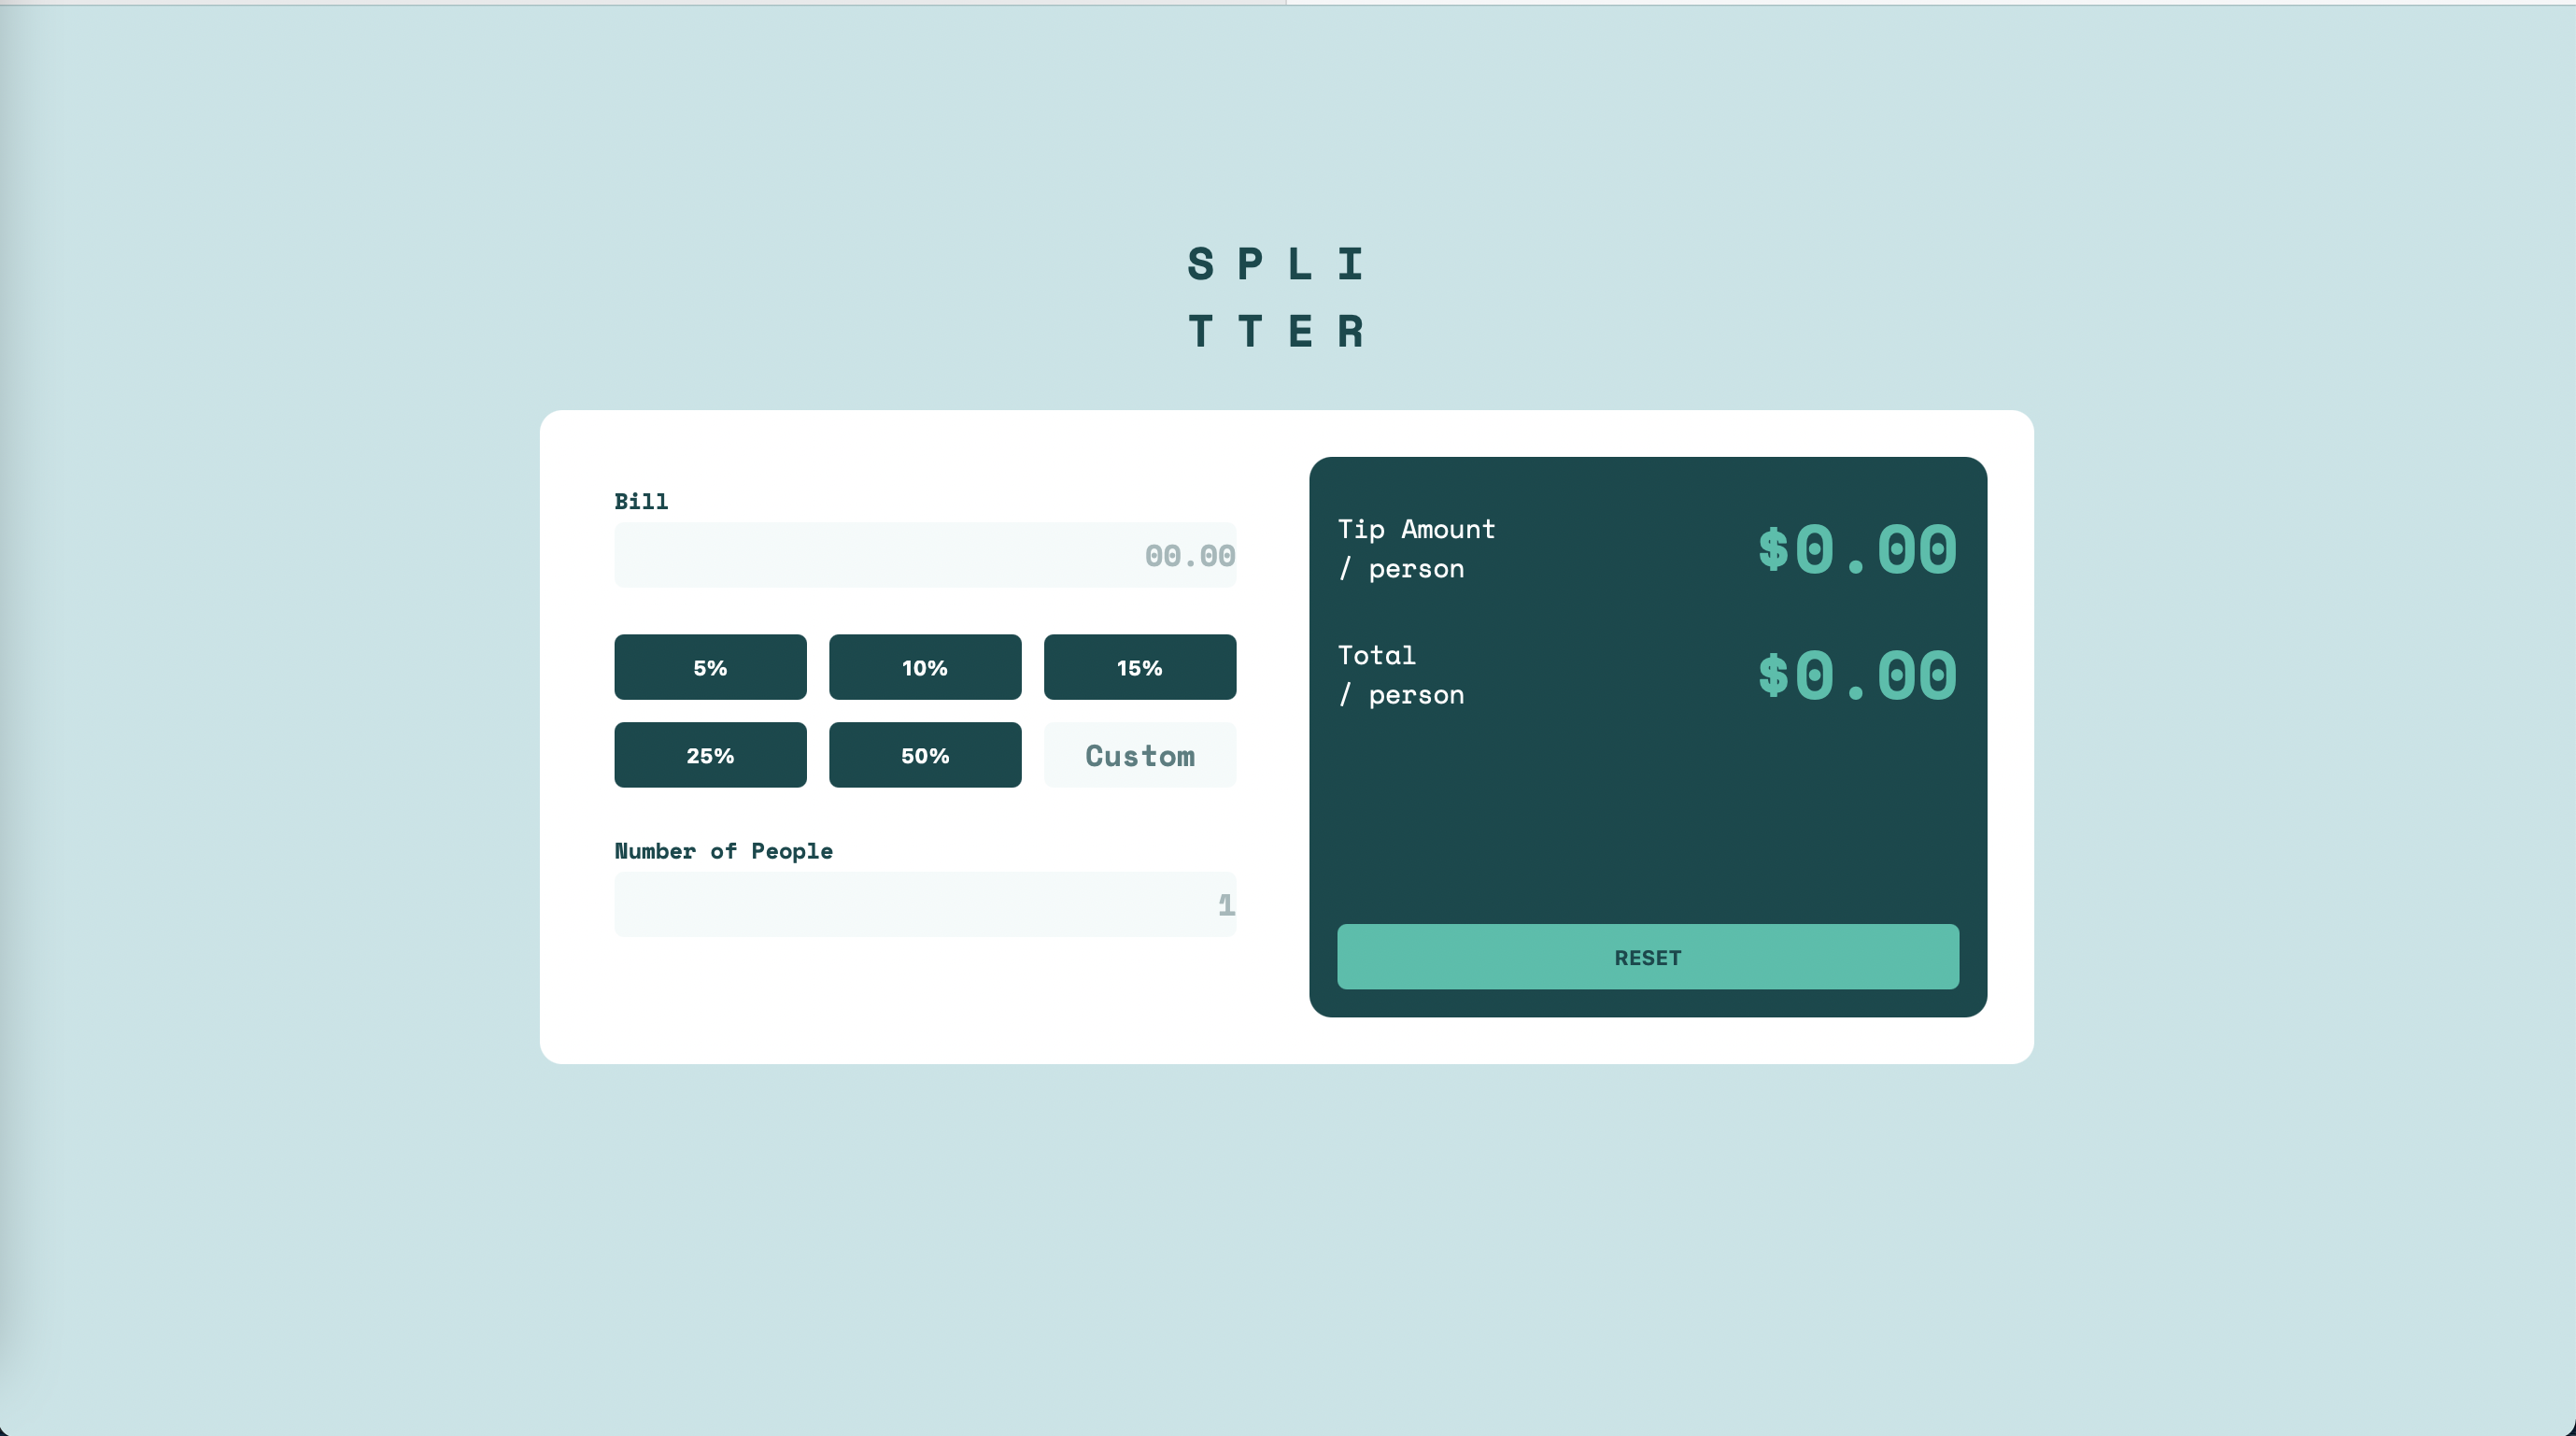 S P L I
T T E R
Bill
00.00
5%
10%
15%
25%
50%
Custom
Number of People
1
Tip Amount
/ person
$0.00
Total
/ person
$0.00
RESET